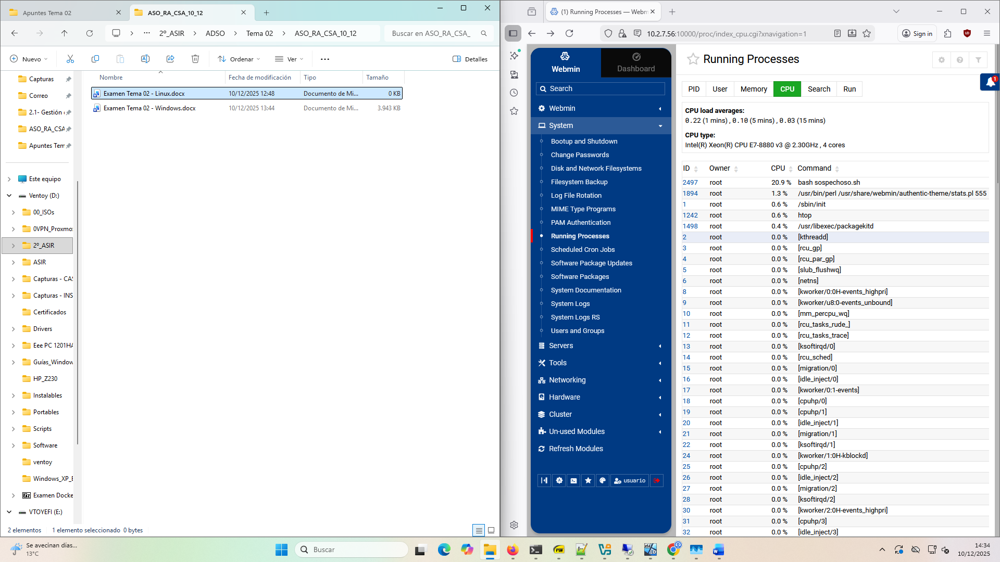 Apuntes Tema 02
ASO_RA_CSA_10_12
2º_ASIR
ADSO
Tema 02
ASO_RA_CSA_10_12
Buscar en ASO_RA_CSA_
Nuevo
Ordenar
Ver
Detalles
Nombre
Fecha de modificación
Tipo
Tamaño
Examen Tema 02 - Linux.docx
10/12/2025 12:48
Documento de Mi...
0 KB
Examen Tema 02 - Windows.docx
10/12/2025 13:44
Documento de Mi...
3.943 KB
Capturas
Correo
2.1- Gestión
ASO_RA_CSA
Apuntes Tem
Este equipo
Ventoy (D:)
00_ISOs
0VPN_Proxmo
2º_ASIR
ASIR
Capturas - CA
Capturas - INS
Certificados
Drivers
Eee PC 1201HA
Guías_Window
HP_Z230
Instalables
Portables
Scripts
Software
ventoy
Windows_XP_E
Examen Docke
VTOYEFI (E:)
2 elementos
1 elemento seleccionado
0 bytes
(1) Running Processes — Webm
10.2.7.56:10000/proc/index_cpu.cgi?xnavigation=1
Sign in
Webmin
Dashboard
Search
Webmin
System
Bootup and Shutdown
Change Passwords
Disk and Network Filesystems
Filesystem Backup
Log File Rotation
MIME Type Programs
PAM Authentication
Running Processes
Scheduled Cron Jobs
Software Package Updates
Software Packages
System Documentation
System Logs
System Logs RS
Users and Groups
Servers
Tools
Networking
Hardware
Cluster
Un-used Modules
Refresh Modules
usuario
Running Processes
1
PID
User
Memory
CPU
Search
Run
CPU load averages:
0.22 (1 mins) , 0.10 (5 mins) , 0.03 (15 mins)
CPU type:
Intel(R) Xeon(R) CPU E7-8880 v3 @ 2.30GHz , 4 cores
ID Owner CPU Command
2497 root 20.9 % bash sospechoso.sh
1894 root 1.3 % /usr/bin/perl /usr/share/webmin/authentic-theme/stats.pl 555
1 root 0.6 % /sbin/init
1242 root 0.6 % htop
1498 root 0.4 % /usr/libexec/packagekitd
2 root 0.0 % [kthreadd]
3 root 0.0 % [rcu_gp]
4 root 0.0 % [rcu_par_gp]
5 root 0.0 % [slub_flushwq]
6 root 0.0 % [netns]
8 root 0.0 % [kworker/0:0H-events_highpri]
9 root 0.0 % [kworker/u8:0-events_unbound]
10 root 0.0 % [mm_percpu_wq]
11 root 0.0 % [rcu_tasks_rude_]
12 root 0.0 % [rcu_tasks_trace]
13 root 0.0 % [ksoftirqd/0]
14 root 0.0 % [rcu_sched]
15 root 0.0 % [migration/0]
16 root 0.0 % [idle_inject/0]
17 root 0.0 % [kworker/0:1-events]
18 root 0.0 % [cpuhp/0]
19 root 0.0 % [cpuhp/1]
20 root 0.0 % [idle_inject/1]
21 root 0.0 % [migration/1]
22 root 0.0 % [ksoftirqd/1]
24 root 0.0 % [kworker/1:0H-kblockd]
25 root 0.0 % [cpuhp/2]
26 root 0.0 % [idle_inject/2]
27 root 0.0 % [migration/2]
28 root 0.0 % [ksoftirqd/2]
30 root 0.0 % [kworker/2:0H-events_highpri]
31 root 0.0 % [cpuhp/3]
32 root 0.0 % [idle_inject/3]
Se avecinan días...
13°C
Buscar
14:34
10/12/2025